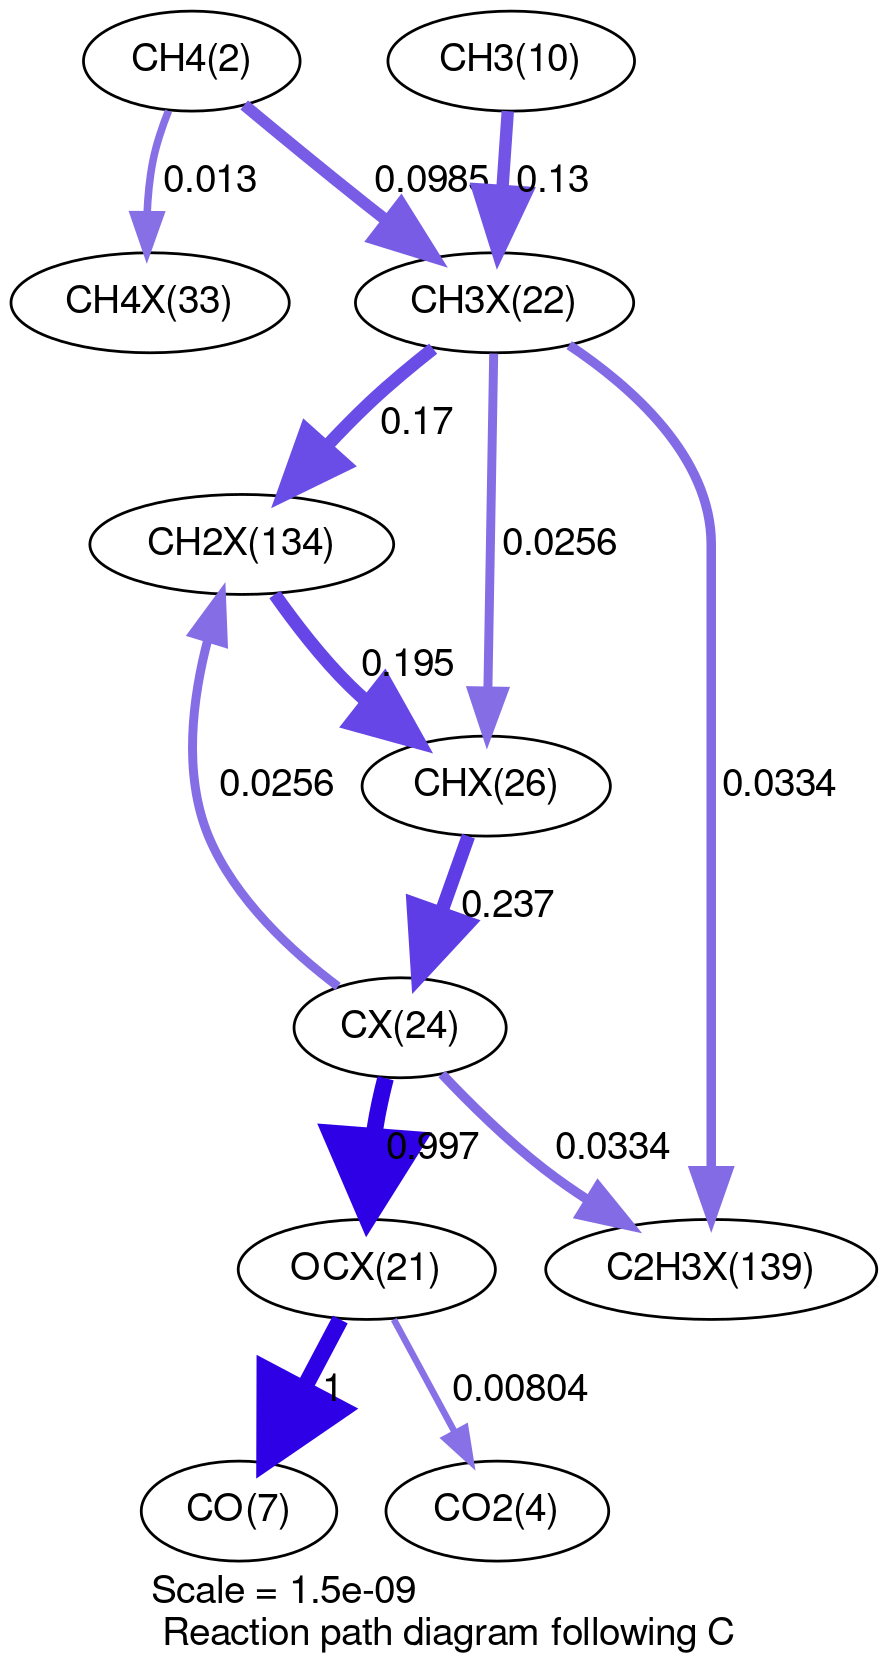 CH4(2)
CH3(10)
0.013
0.0985
0.13
CH4X(33)
CH3X(22)
0.17
CH2X(134)
0.0256
0.195
0.0256
CHX(26)
0.0334
0.237
CX(24)
0.997
0.0334
OCX(21)
C2H3X(139)
1
0.00804
CO(7)
CO2(4)
Scale = 1.5e-09
Reaction path diagram following C